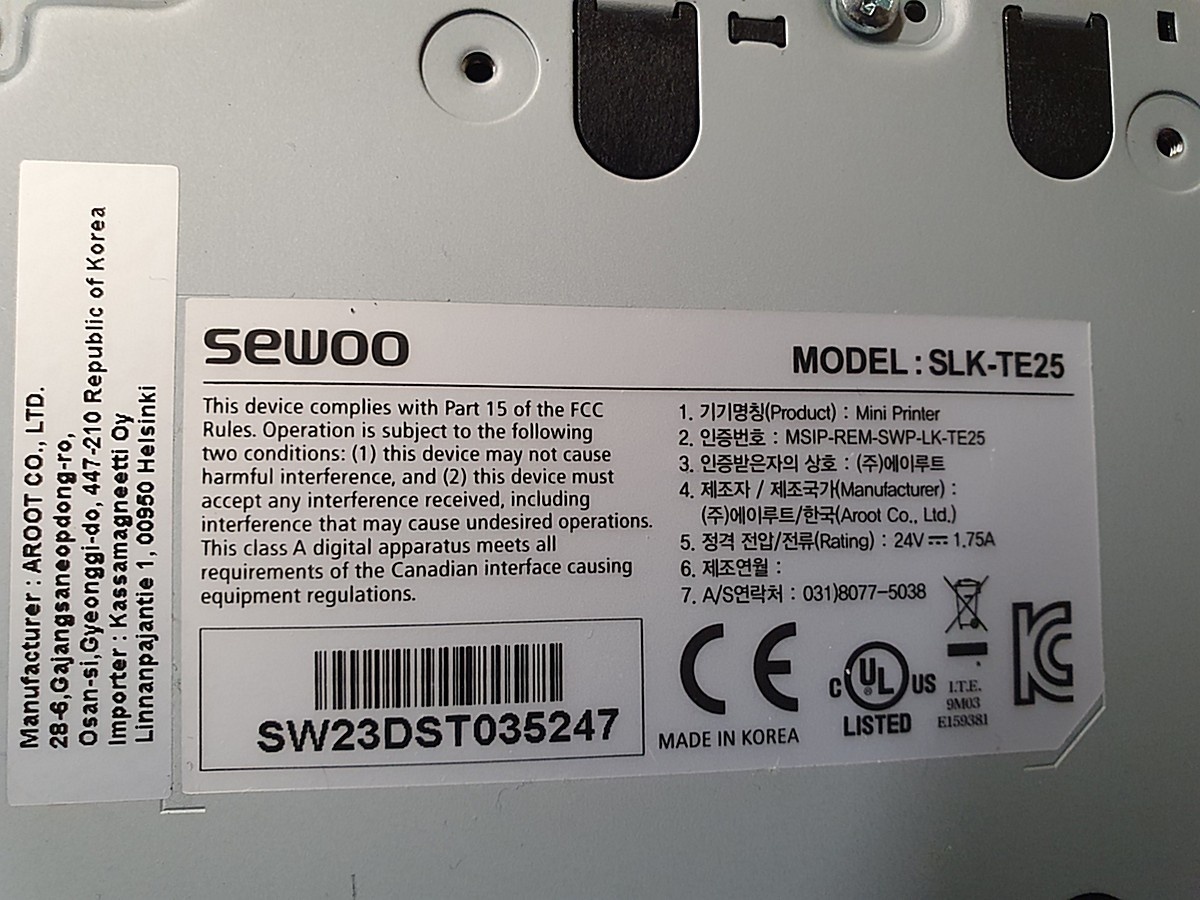 Manufacturer : AROOT CO., LTD.
28-6,Gajangsaneopdong-ro,
Osan-si,Gyeonggi-do, 447-210 Republic of Korea
Importer : Kassamagneetti Oy
Linnanpajantie 1, 00950 Helsinki
sewoo
MODEL : SLK-TE25
This device complies with Part 15 of the FCC
Rules. Operation is subject to the following
two conditions: (1) this device may not cause
harmful interference, and (2) this device must
accept any interference received, including
interference that may cause undesired operations.
This class A digital apparatus meets all
requirements of the Canadian interface causing
equipment regulations.
1. 기기명칭(Product) : Mini Printer
2. 인증번호 : MSIP-REM-SWP-LK-TE25
3. 인증받은자의 상호 : (주)에이루트
4. 제조자 / 제조국가(Manufacturer) :
(주)에이루트/한국(Aroot Co., Ltd.)
5. 정격 전압/전류(Rating) : 24V⎓1.75A
6. 제조연월 :
7. A/S연락처 : 031)8077-5038
SW23DST035247
CE
MADE IN KOREA
C UL US
LISTED
I.T.E.
9M03
E159381
KC